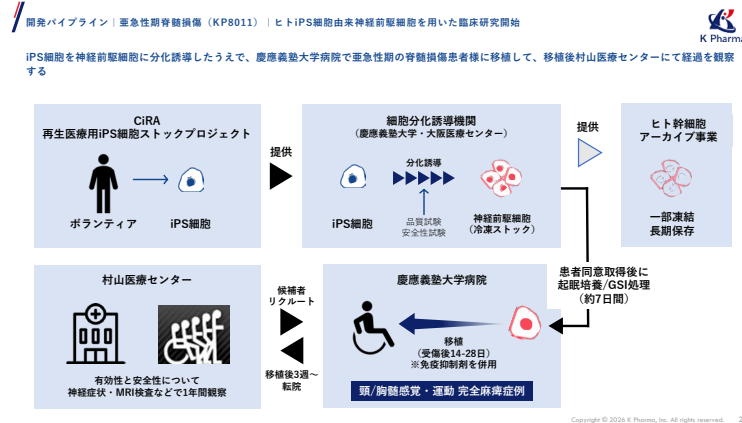 開発パイプライン｜亜急性期脊髄損傷（KP8011）｜ヒトiPS細胞由来神経前駆細胞を用いた臨床研究開始
K Pharma
iPS細胞を神経前駆細胞に分化誘導したうえで、慶應義塾大学病院で亜急性期の脊髄損傷患者様に移植して、移植後村山医療センターにて経過を観察
する
CiRA
再生医療用iPS細胞ストックプロジェクト
ボランティア
iPS細胞
提供
細胞分化誘導機関
（慶應義塾大学・大阪医療センター）
分化誘導
iPS細胞
品質試験
安全性試験
神経前駆細胞
（冷凍ストック）
提供
ヒト幹細胞
アーカイブ事業
一部凍結
長期保存
患者同意取得後に
起眠培養/GSI処理
（約7日間）
慶應義塾大学病院
移植
（受傷後14-28日）
※免疫抑制剤を併用
頸/胸髄感覚・運動 完全麻痺症例
候補者
リクルート
移植後3週～
転院
村山医療センター
有効性と安全性について
神経症状・MRI検査などで1年間観察
Copyright © 2026 K Pharma, Inc. All rights reserved.
2